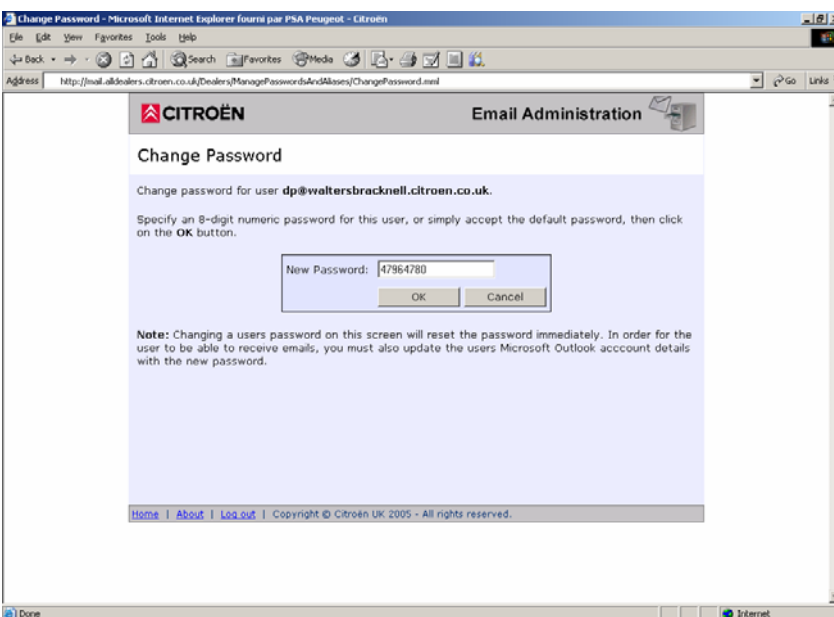 Change Password - Microsoft Internet Explorer fourni par PSA Peugeot - Citroën
File Edit View Favorites Tools Help
Back Search Favorites Media
Address http://mail.alldealers.citroen.co.uk/Dealers/ManagePasswordsAndAliases/ChangePassword.mml Go Links
CITROËN Email Administration
Change Password
Change password for user dp@waltersbracknell.citroen.co.uk.
Specify an 8-digit numeric password for this user, or simply accept the default password, then click
on the OK button.
New Password: 47964780
OK Cancel
Note: Changing a users password on this screen will reset the password immediately. In order for the
user to be able to receive emails, you must also update the users Microsoft Outlook acccount details
with the new password.
Home | About | Log out | Copyright © Citroën UK 2005 - All rights reserved.
Done Internet